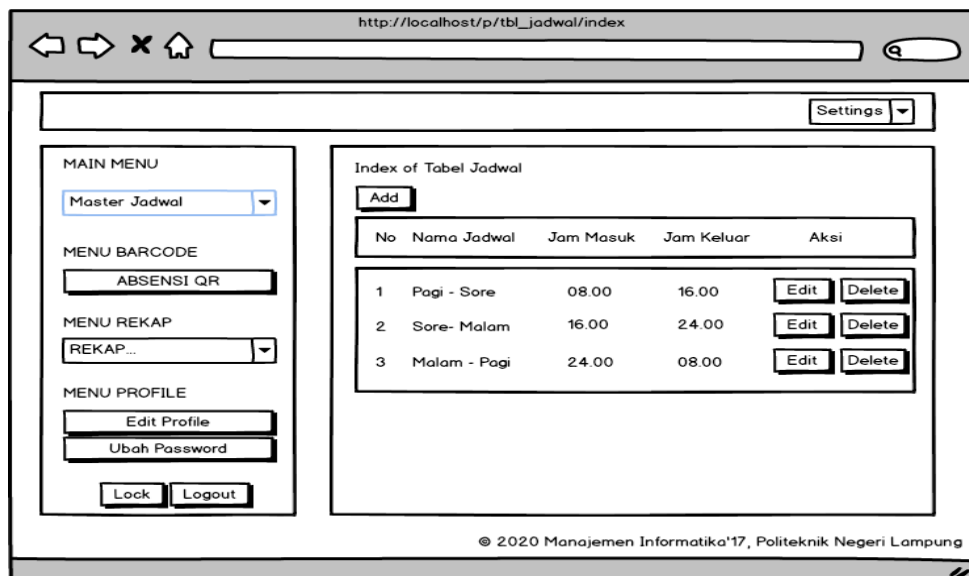 http://localhost/p/tbl_jadwal/index
Settings
MAIN MENU
Master Jadwal
MENU BARCODE
ABSENSI QR
MENU REKAP
REKAP...
MENU PROFILE
Edit Profile
Ubah Password
Lock Logout
Index of Tabel Jadwal
Add
No Nama Jadwal Jam Masuk Jam Keluar Aksi
1 Pagi - Sore 08.00 16.00 Edit Delete
2 Sore- Malam 16.00 24.00 Edit Delete
3 Malam - Pagi 24.00 08.00 Edit Delete
© 2020 Manajemen Informatika'17, Politeknik Negeri Lampung